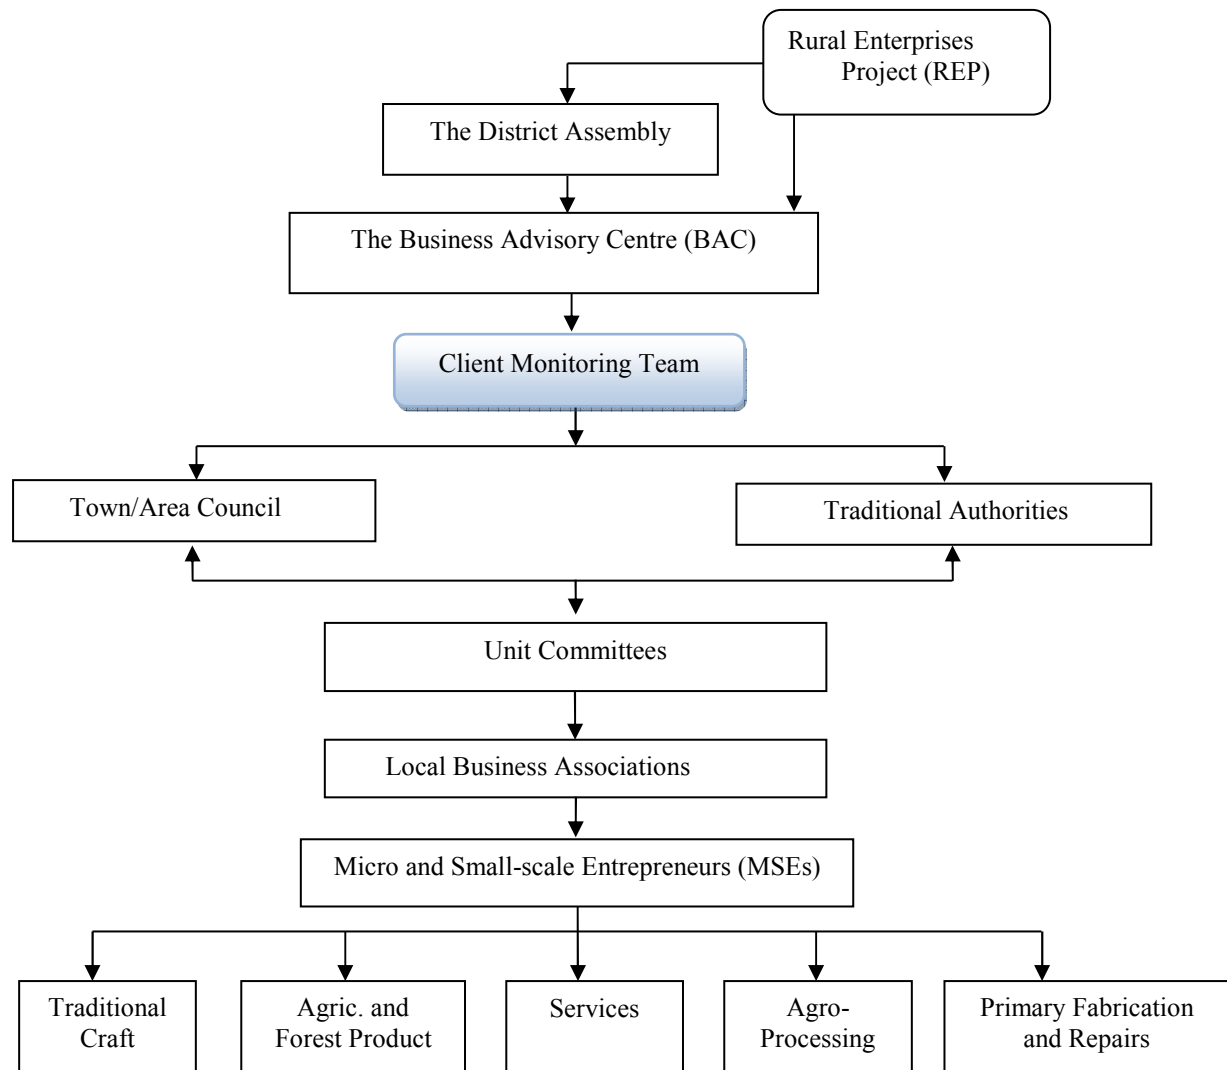 Rural Enterprises
Project (REP)
The District Assembly
The Business Advisory Centre (BAC)
Client Monitoring Team
Town/Area Council
Traditional Authorities
Unit Committees
Local Business Associations
Micro and Small-scale Entrepreneurs (MSEs)
Traditional
Craft
Agric. and
Forest Product
Services
Agro-
Processing
Primary Fabrication
and Repairs